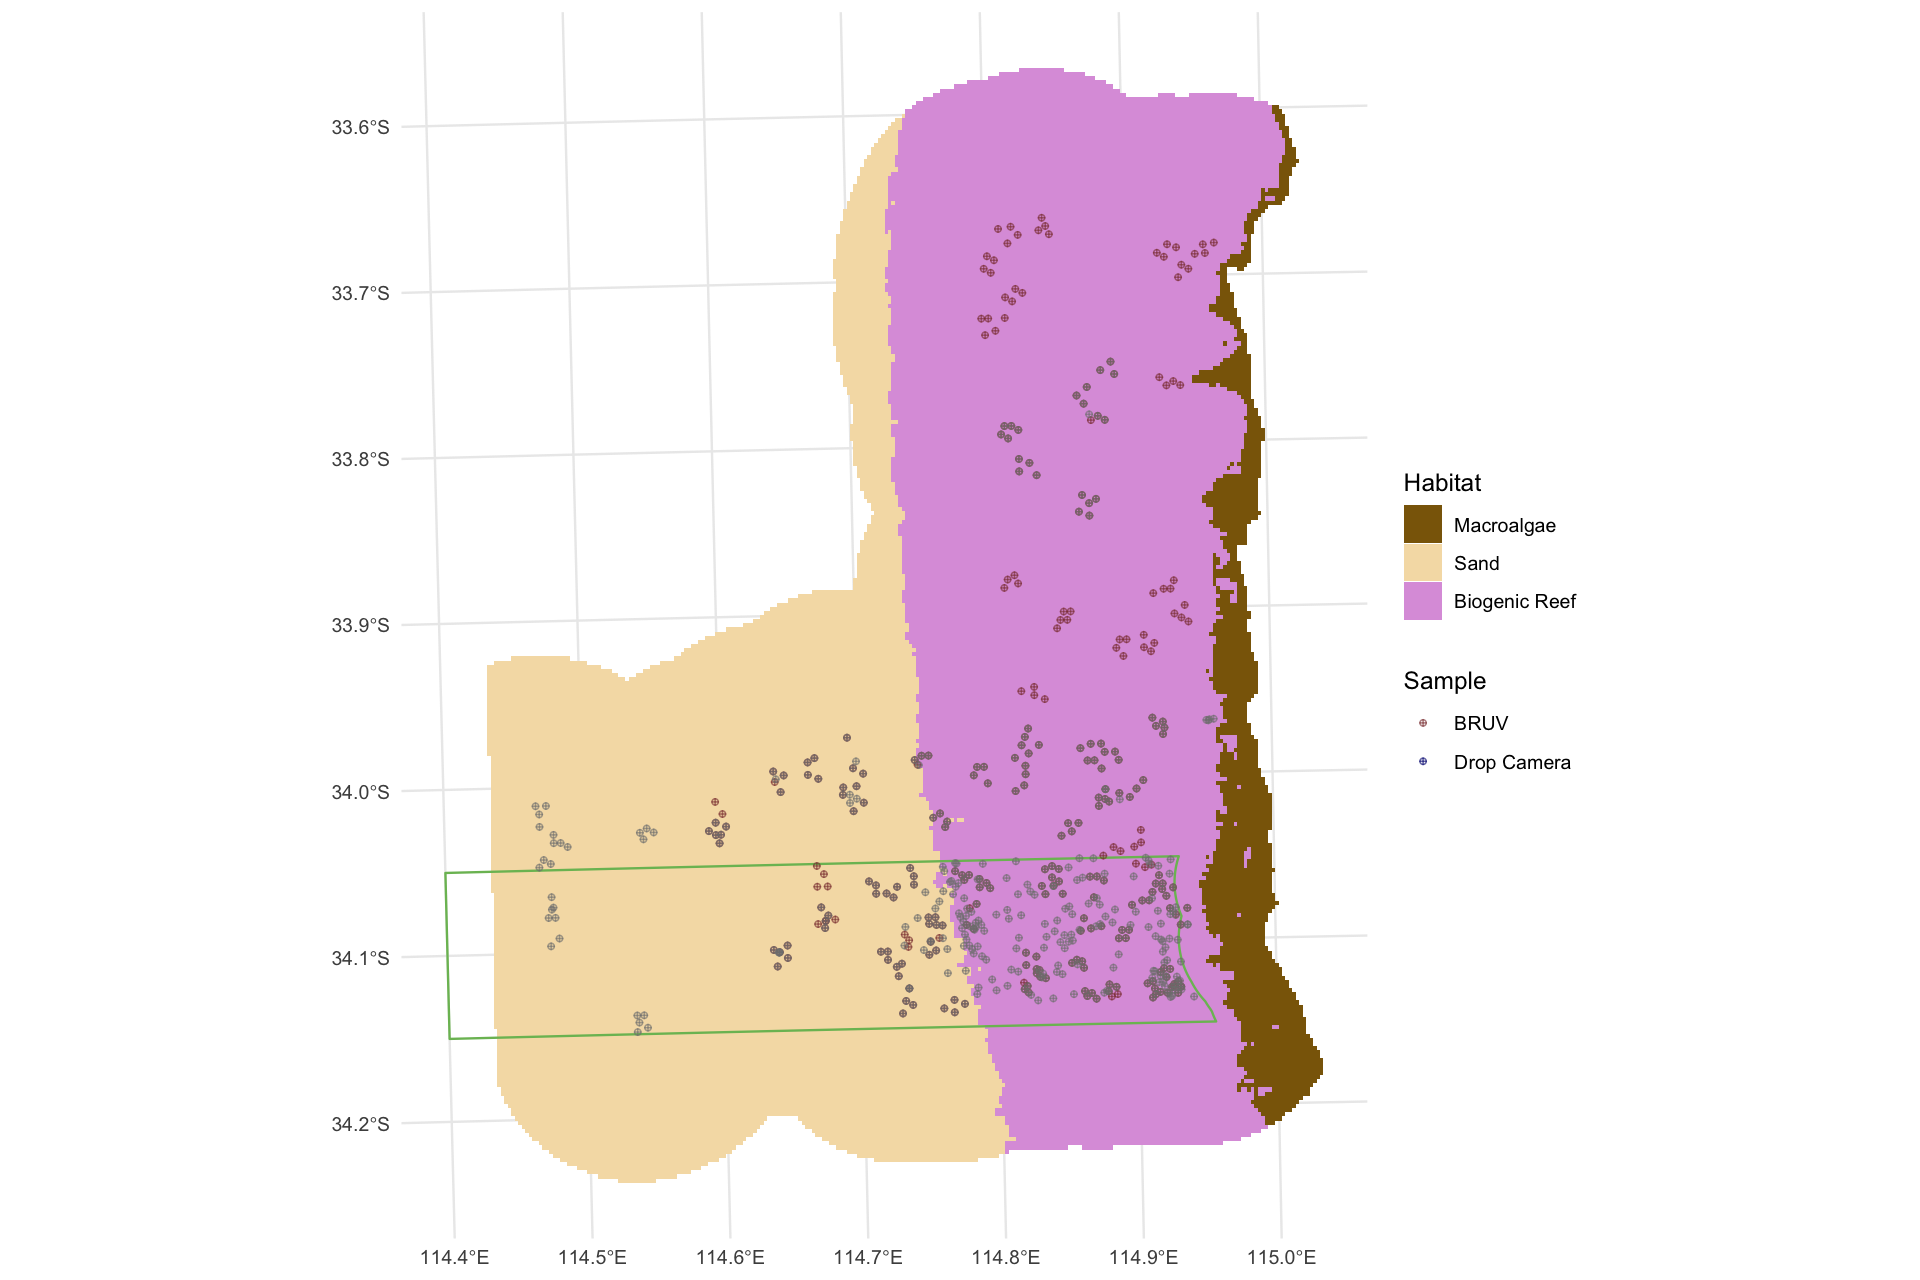 33.6°S
33.7°S
33.8°S
33.9°S
34.0°S
34.1°S
34.2°S
114.4°E 114.5°E 114.6°E 114.7°E 114.8°E 114.9°E 115.0°E
Habitat
Macroalgae
Sand
Biogenic Reef
Sample
BRUV
Drop Camera